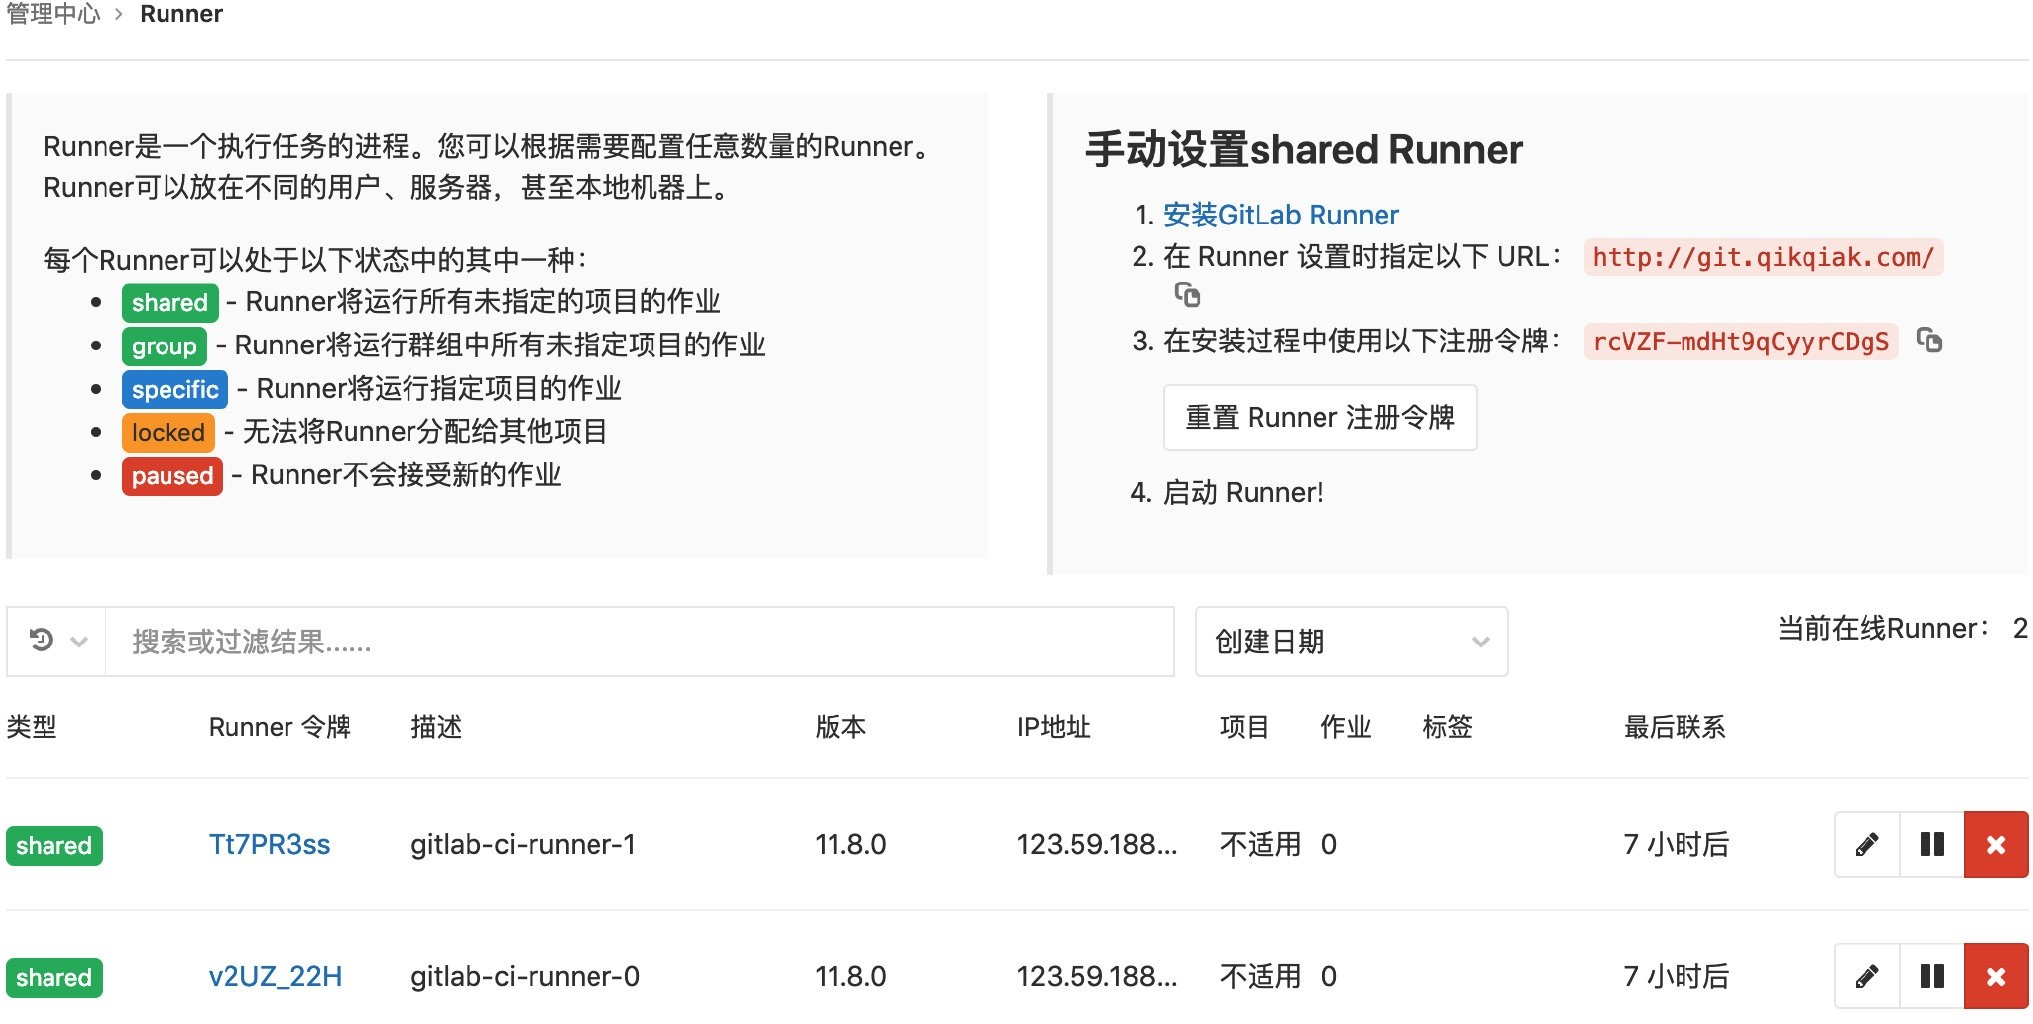 管理中心 > Runner
Runner是一个执行任务的进程。您可以根据需要配置任意数量的Runner。
Runner可以放在不同的用户、服务器，甚至本地机器上。
每个Runner可以处于以下状态中的其中一种：
• shared - Runner将运行所有未指定的项目的作业
• group - Runner将运行群组中所有未指定项目的作业
• specific - Runner将运行指定项目的作业
• locked - 无法将Runner分配给其他项目
• paused - Runner不会接受新的作业
手动设置shared Runner
1. 安装GitLab Runner
2. 在 Runner 设置时指定以下 URL： http://git.qikqiak.com/
3. 在安装过程中使用以下注册令牌： rcVZF-mdHt9qCyyrCDgS
重置 Runner 注册令牌
4. 启动 Runner!
搜索或过滤结果...... 创建日期 当前在线Runner： 2
类型 Runner 令牌 描述 版本 IP地址 项目 作业 标签 最后联系
shared Tt7PR3ss gitlab-ci-runner-1 11.8.0 123.59.188... 不适用 0 7 小时后
shared v2UZ_22H gitlab-ci-runner-0 11.8.0 123.59.188... 不适用 0 7 小时后